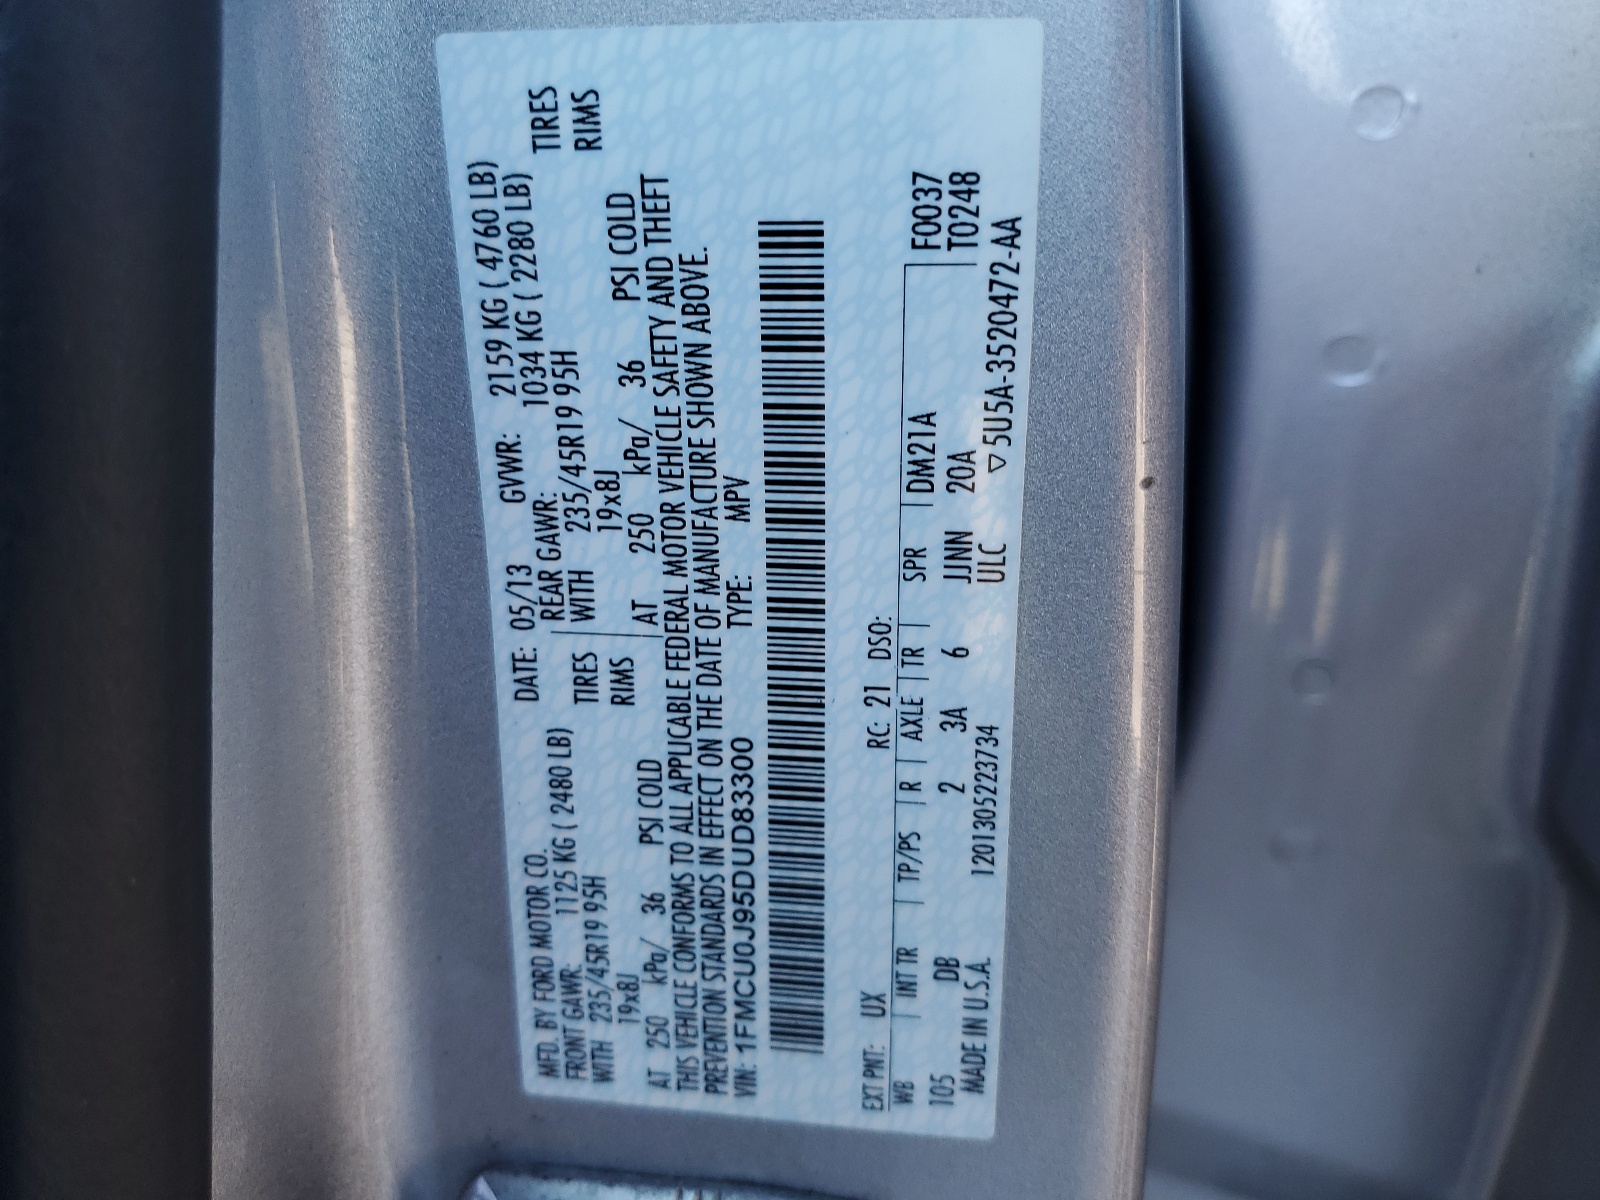 MFD. BY FORD MOTOR CO. DATE: 05/13 GVWR: 2159 KG ( 4760 LB)
FRONT GAWR: 1125 KG ( 2480 LB) REAR GAWR: 1034 KG ( 2280 LB)
WITH 235/45R19 95H TIRES WITH 235/45R19 95H TIRES
19x8J RIMS 19x8J RIMS
AT 250 kPa/ 36 PSI COLD AT 250 kPa/ 36 PSI COLD
THIS VEHICLE CONFORMS TO ALL APPLICABLE FEDERAL MOTOR VEHICLE SAFETY AND THEFT
PREVENTION STANDARDS IN EFFECT ON THE DATE OF MANUFACTURE SHOWN ABOVE.
VIN: 1FMCU0J95DUD83300 TYPE: MPV
EXT PNT: UX RC: 21 DSO:
WB | INT TR | TP/PS | R | AXLE | TR | SPR | DM21A F0037
105 DB 2 3A 6 JJNN 20A T0248
MADE IN U.S.A. 1201305223734 ULC ▽5U5A-3520472-AA